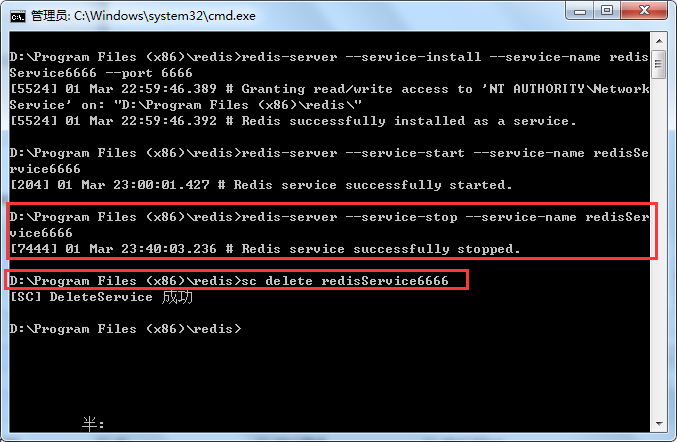 管理员: C:\Windows\system32\cmd.exe
D:\Program Files (x86)\redis>redis-server --service-install --service-name redis
Service6666 --port 6666
[5524] 01 Mar 22:59:46.389 # Granting read/write access to 'NT AUTHORITY\Network
Service' on: "D:\Program Files (x86)\redis\"
[5524] 01 Mar 22:59:46.392 # Redis successfully installed as a service.
D:\Program Files (x86)\redis>redis-server --service-start --service-name redisSe
rvice6666
[204] 01 Mar 23:00:01.427 # Redis service successfully started.
D:\Program Files (x86)\redis>redis-server --service-stop --service-name redisSer
vice6666
[7444] 01 Mar 23:40:03.236 # Redis service successfully stopped.
D:\Program Files (x86)\redis>sc delete redisService6666
[SC] DeleteService 成功
D:\Program Files (x86)\redis>
半: